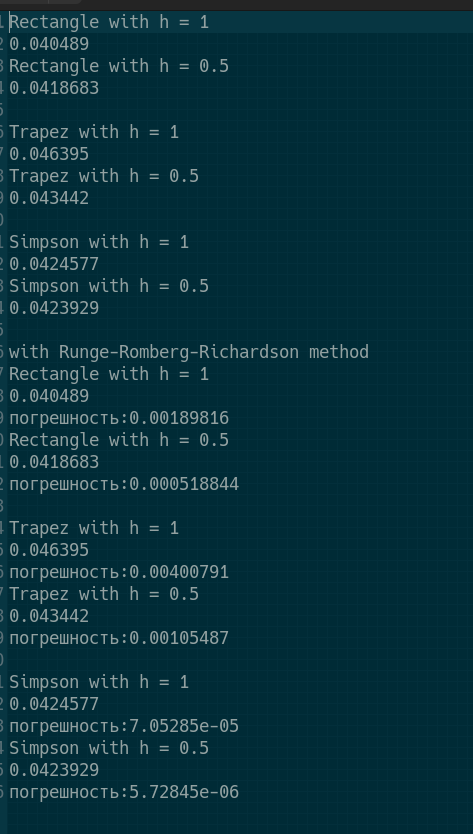 Rectangle with h = 1
0.040489
Rectangle with h = 0.5
0.0418683
Trapez with h = 1
0.046395
Trapez with h = 0.5
0.043442
Simpson with h = 1
0.0424577
Simpson with h = 0.5
0.0423929
with Runge-Romberg-Richardson method
Rectangle with h = 1
0.040489
погрешность:0.00189816
Rectangle with h = 0.5
0.0418683
погрешность:0.000518844
Trapez with h = 1
0.046395
погрешность:0.00400791
Trapez with h = 0.5
0.043442
погрешность:0.00105487
Simpson with h = 1
0.0424577
погрешность:7.05285e-05
Simpson with h = 0.5
0.0423929
погрешность:5.72845e-06